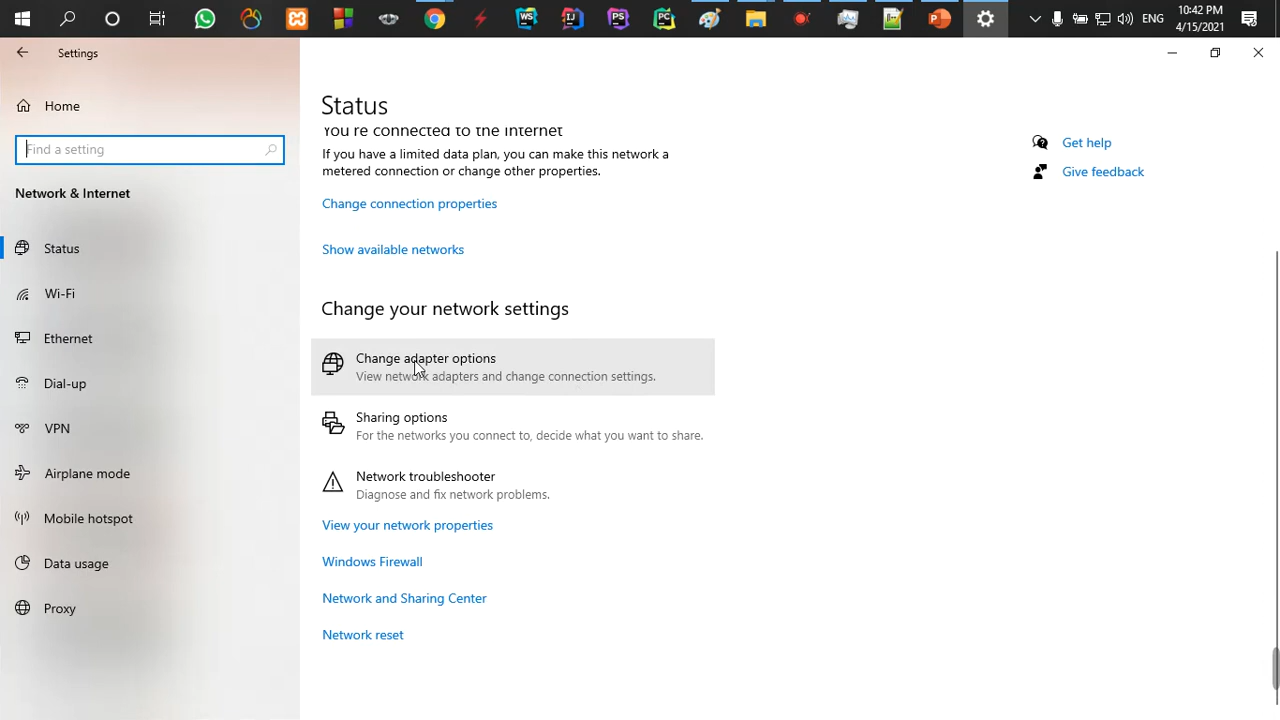 10:42 PM
ENG
4/15/2021
WS
IJ
PS
PC
P
Settings
Home
Find a setting
Network & Internet
Status
Wi-Fi
Ethernet
Dial-up
VPN
Airplane mode
Mobile hotspot
Data usage
Proxy
Status
You're connected to the Internet
If you have a limited data plan, you can make this network a
metered connection or change other properties.
Change connection properties
Show available networks
Change your network settings
Change adapter options
View network adapters and change connection settings.
Sharing options
For the networks you connect to, decide what you want to share.
Network troubleshooter
Diagnose and fix network problems.
View your network properties
Windows Firewall
Network and Sharing Center
Network reset
Get help
Give feedback